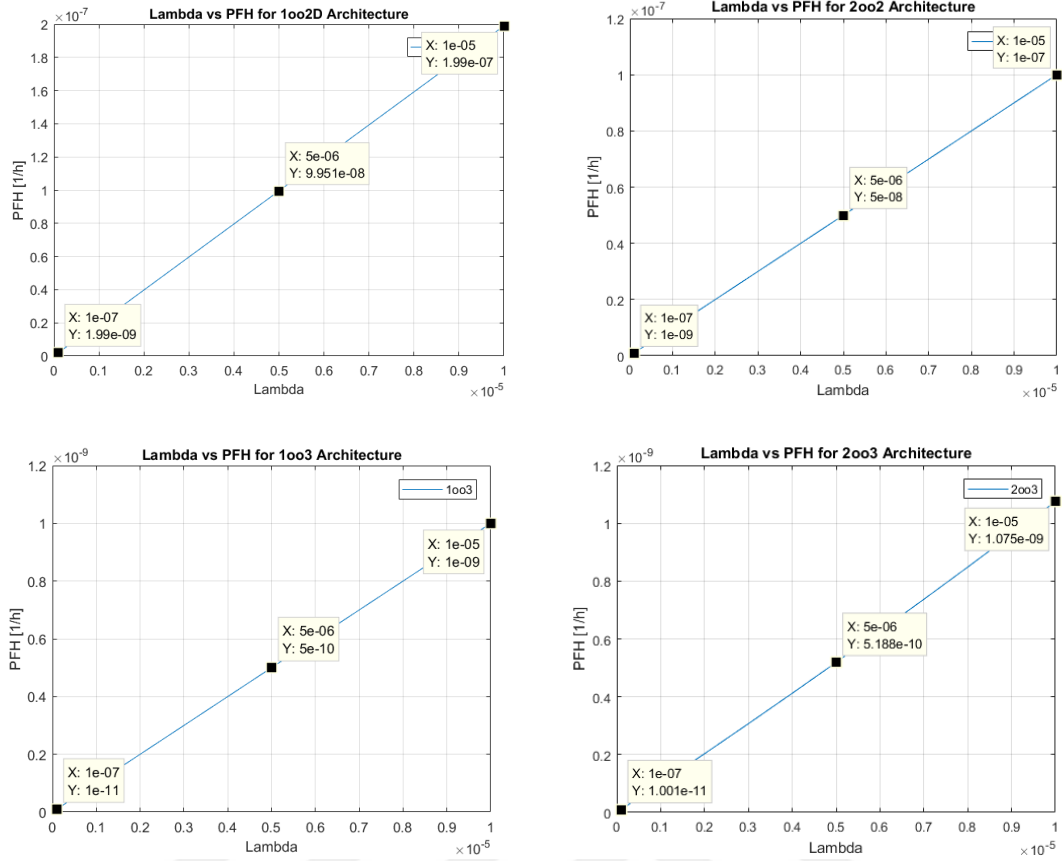 Lambda vs PFH for 1oo2D Architecture
×10-7
2
1.8
1.6
1.4
1.2
1
0.8
0.6
0.4
0.2
0
PFH [1/h]
X: 1e-05
Y: 1.99e-07
X: 5e-06
Y: 9.951e-08
X: 1e-07
Y: 1.99e-09
0 0.1 0.2 0.3 0.4 0.5 0.6 0.7 0.8 0.9 1
Lambda
×10-5
Lambda vs PFH for 2oo2 Architecture
×10-7
1.2
1
0.8
0.6
0.4
0.2
0
PFH [1/h]
X: 1e-05
Y: 1e-07
X: 5e-06
Y: 5e-08
X: 1e-07
Y: 1e-09
0 0.1 0.2 0.3 0.4 0.5 0.6 0.7 0.8 0.9 1
Lambda
×10-5
Lambda vs PFH for 1oo3 Architecture
×10-9
1.2
1
0.8
0.6
0.4
0.2
0
PFH [1/h]
1oo3
X: 1e-05
Y: 1e-09
X: 5e-06
Y: 5e-10
X: 1e-07
Y: 1e-11
0 0.1 0.2 0.3 0.4 0.5 0.6 0.7 0.8 0.9 1
Lambda
×10-5
Lambda vs PFH for 2oo3 Architecture
×10-9
1.2
1
0.8
0.6
0.4
0.2
0
PFH [1/h]
2oo3
X: 1e-05
Y: 1.075e-09
X: 5e-06
Y: 5.188e-10
X: 1e-07
Y: 1.001e-11
0 0.1 0.2 0.3 0.4 0.5 0.6 0.7 0.8 0.9 1
Lambda
×10-5